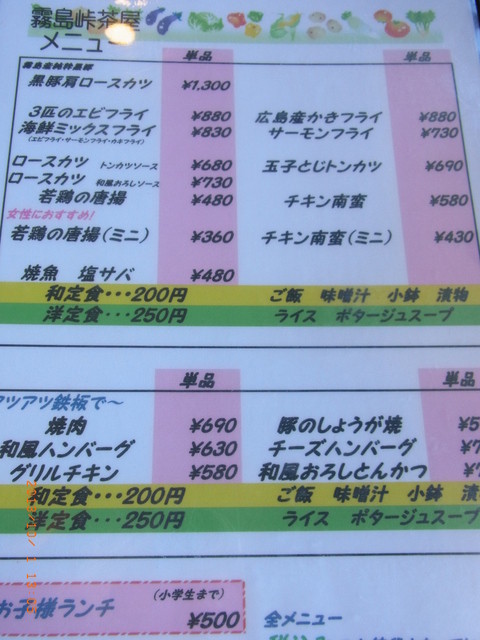 霧島峠茶屋
メニュー
単品 単品
霧島産純粋黒豚
黒豚肩ロースカツ ¥1,300
3匹のエビフライ ¥880 広島産かきフライ ¥880
海鮮ミックスフライ ¥830 サーモンフライ ¥730
(エビフライ・サーモンフライ・カキフライ)
ロースカツ トンカツソース ¥680 玉子とじトンカツ ¥690
ロースカツ 和風おろしソース ¥730
若鶏の唐揚 ¥480 チキン南蛮 ¥580
女性におすすめ!
若鶏の唐揚(ミニ) ¥360 チキン南蛮(ミニ) ¥430
焼魚 塩サバ ¥480
和定食・・・200円 ご飯 味噌汁 小鉢 漬物
洋定食・・・250円 ライス ポタージュスープ
単品 単品
アツアツ鉄板で〜
焼肉 ¥690 豚のしょうが焼 ¥5
和風ハンバーグ ¥630 チーズハンバーグ ¥7
グリルチキン ¥580 和風おろしとんかつ ¥7
和定食・・・200円 ご飯 味噌汁 小鉢 漬
洋定食・・・250円 ライス ポタージュスープ
(小学生まで)
お子様ランチ ¥500 全メニュー